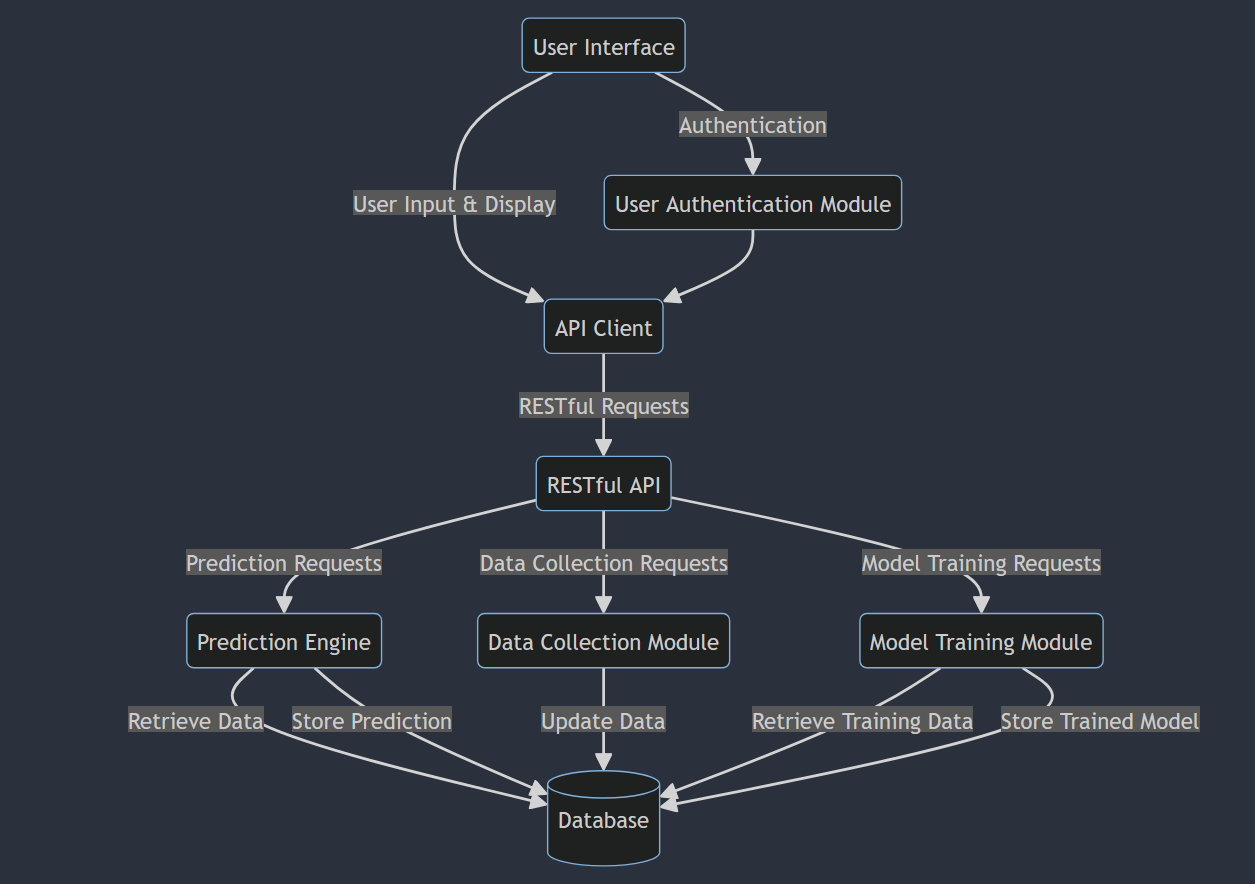 User Interface
Authentication
User Input & Display
User Authentication Module
API Client
RESTful Requests
RESTful API
Prediction Requests
Data Collection Requests
Model Training Requests
Prediction Engine
Data Collection Module
Model Training Module
Retrieve Data
Store Prediction
Update Data
Retrieve Training Data
Store Trained Model
Database